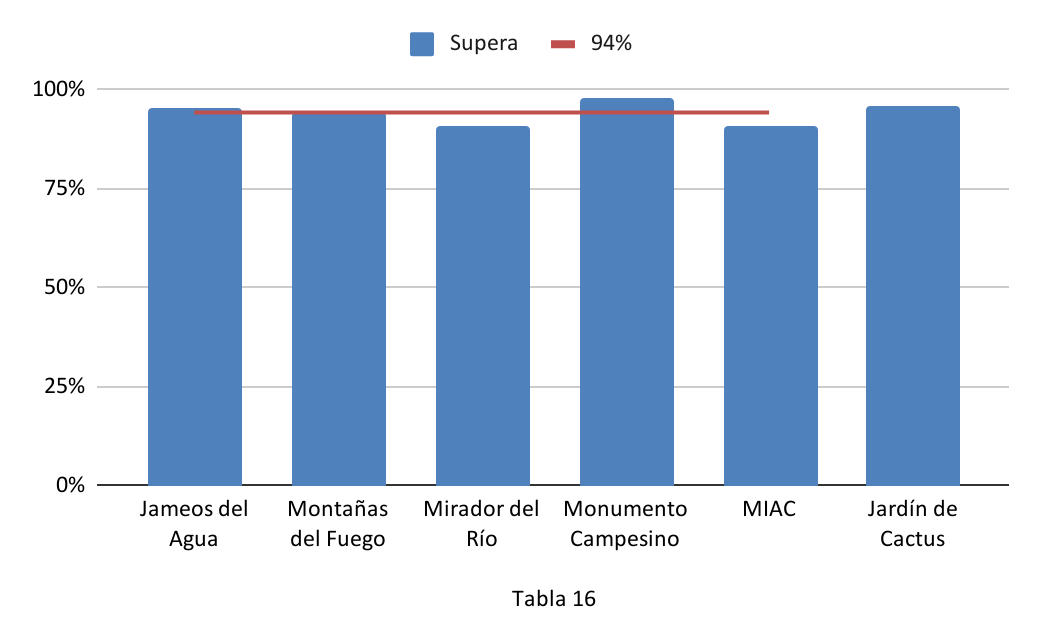 Supera 94%
100%
75%
50%
25%
0%
Jameos del Montañas Mirador del Monumento MIAC Jardín de
Agua del Fuego Río Campesino Cactus
Tabla 16